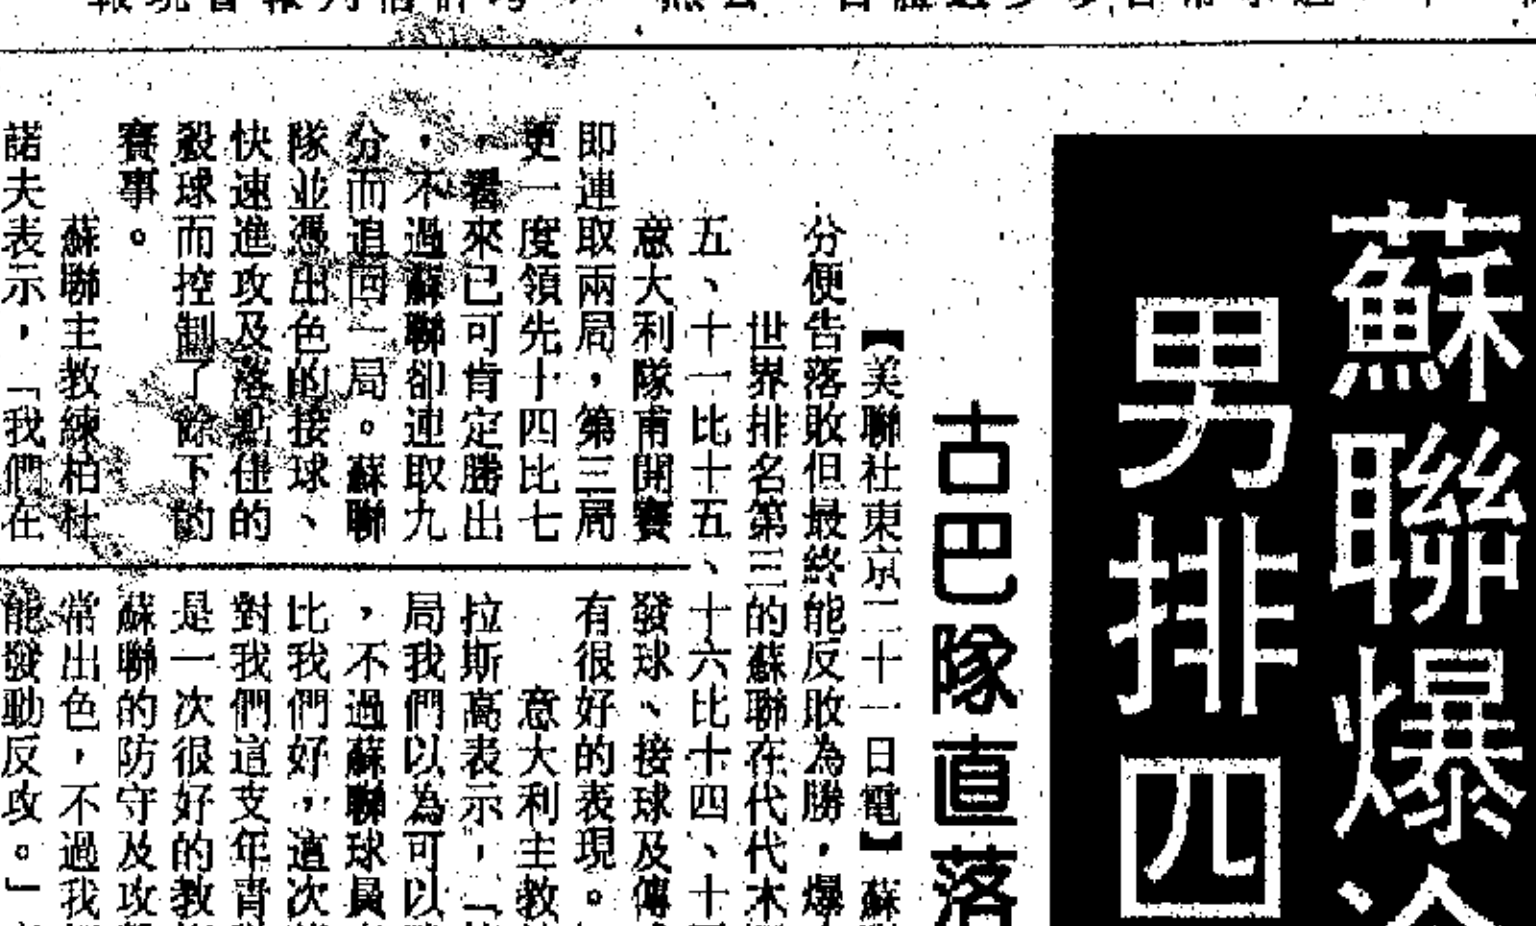 蘇聯爆冷
男排四
古巴隊直落
【美聯社東京二十一日電】蘇
分便告落敗但最終能反敗為勝,爆
世界排名第三的蘇聯在代代木
五、十一比十五、十六比十四、十
意大利隊甫開賽
即連取兩局,第三局
更一度領先十四比七
,看來已可肯定勝出
,不過蘇聯卻連取九
分而追回一局。蘇聯
隊並憑出色的接球、
快速進攻及落點佳的
殺球而控制了餘下的
賽事。
蘇聯主教練柏杜
諾夫表示,「我們在
發球、接球及傳
有很好的表現。
意大利主教
拉斯高表示,「
局我們以為可以
,不過蘇聯球員
比我們好,這次
對我們這支年青
是一次很好的教
蘇聯的防守及攻
常出色,不過我
能發動反攻。」